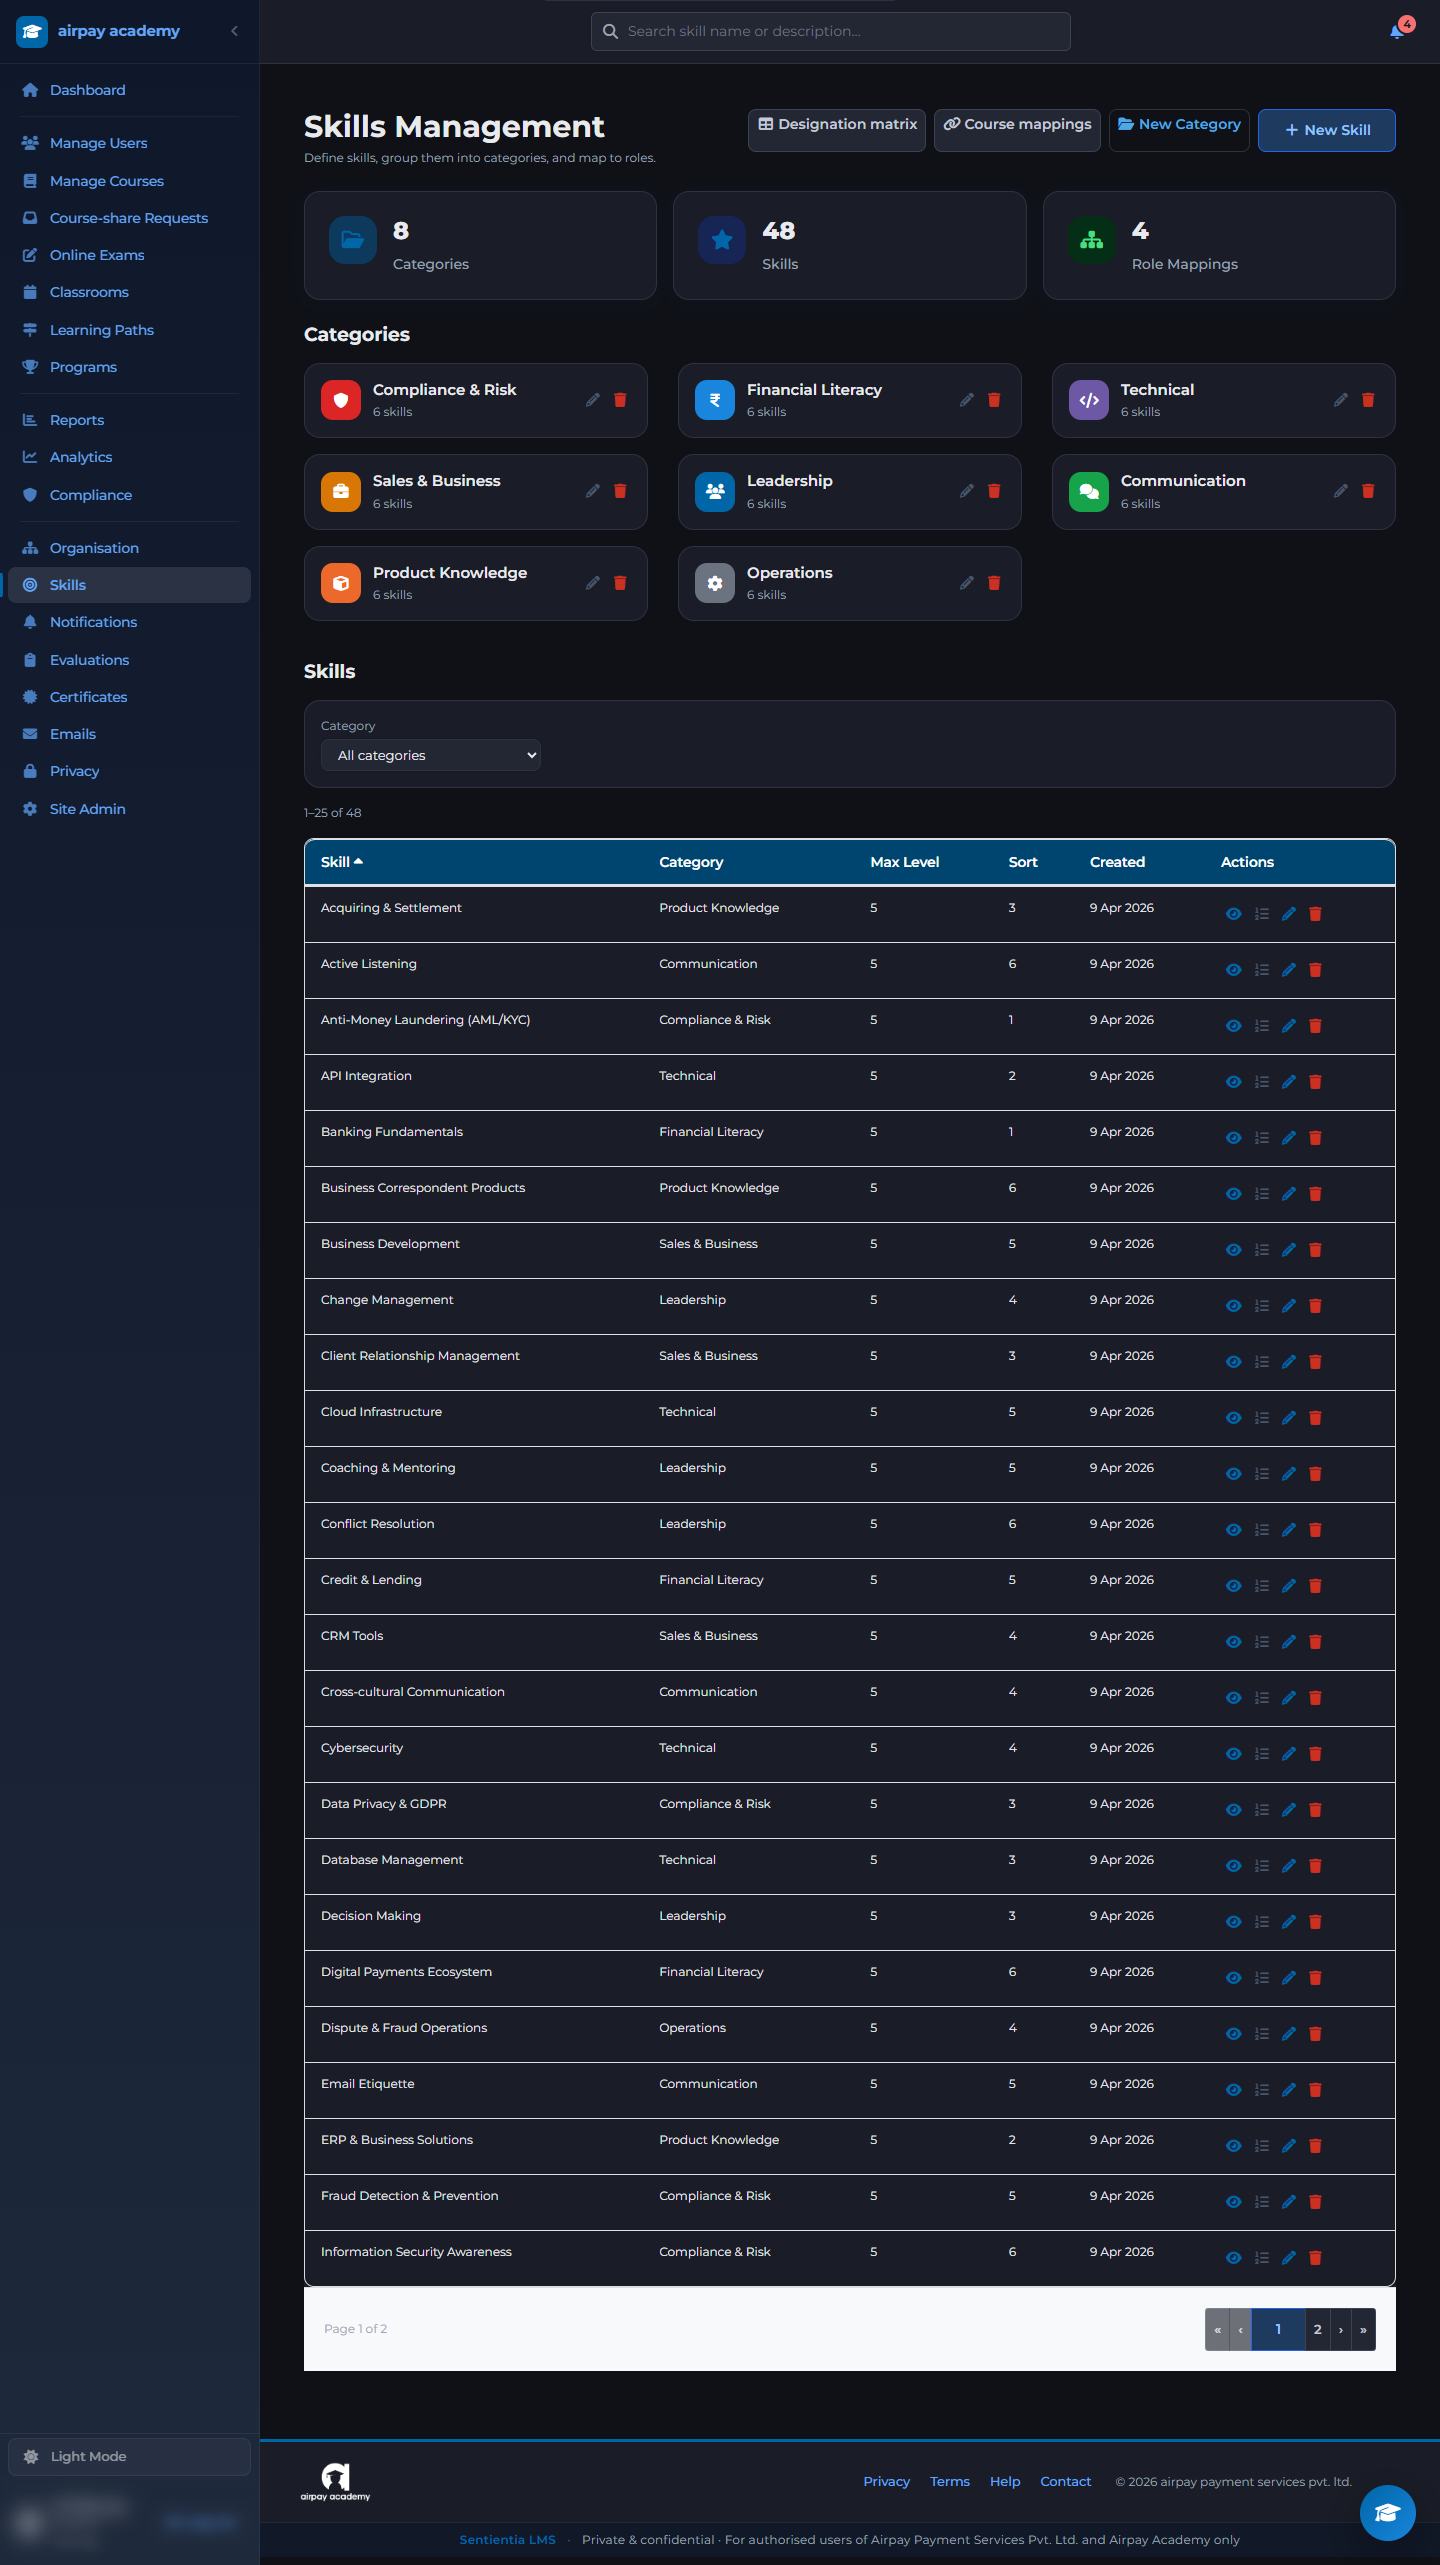 airpay academy
Search skill name or description...
4
Dashboard
Manage Users
Manage Courses
Course-share Requests
Online Exams
Classrooms
Learning Paths
Programs
Reports
Analytics
Compliance
Organisation
Skills
Notifications
Evaluations
Certificates
Emails
Privacy
Site Admin
Light Mode
Skills Management
Define skills, group them into categories, and map to roles.
Designation matrix
Course mappings
New Category
New Skill
8
Categories
48
Skills
4
Role Mappings
Categories
Compliance & Risk
6 skills
Financial Literacy
6 skills
Technical
6 skills
Sales & Business
6 skills
Leadership
6 skills
Communication
6 skills
Product Knowledge
6 skills
Operations
6 skills
Skills
Category
All categories
1–25 of 48
Skill Category Max Level Sort Created Actions
Acquiring & Settlement Product Knowledge 5 3 9 Apr 2026
Active Listening Communication 5 6 9 Apr 2026
Anti-Money Laundering (AML/KYC) Compliance & Risk 5 1 9 Apr 2026
API Integration Technical 5 2 9 Apr 2026
Banking Fundamentals Financial Literacy 5 1 9 Apr 2026
Business Correspondent Products Product Knowledge 5 6 9 Apr 2026
Business Development Sales & Business 5 5 9 Apr 2026
Change Management Leadership 5 4 9 Apr 2026
Client Relationship Management Sales & Business 5 3 9 Apr 2026
Cloud Infrastructure Technical 5 5 9 Apr 2026
Coaching & Mentoring Leadership 5 5 9 Apr 2026
Conflict Resolution Leadership 5 6 9 Apr 2026
Credit & Lending Financial Literacy 5 5 9 Apr 2026
CRM Tools Sales & Business 5 4 9 Apr 2026
Cross-cultural Communication Communication 5 4 9 Apr 2026
Cybersecurity Technical 5 4 9 Apr 2026
Data Privacy & GDPR Compliance & Risk 5 3 9 Apr 2026
Database Management Technical 5 3 9 Apr 2026
Decision Making Leadership 5 3 9 Apr 2026
Digital Payments Ecosystem Financial Literacy 5 6 9 Apr 2026
Dispute & Fraud Operations Operations 5 4 9 Apr 2026
Email Etiquette Communication 5 5 9 Apr 2026
ERP & Business Solutions Product Knowledge 5 2 9 Apr 2026
Fraud Detection & Prevention Compliance & Risk 5 5 9 Apr 2026
Information Security Awareness Compliance & Risk 5 6 9 Apr 2026
Page 1 of 2
« ‹ 1 2 › »
airpay academy
Privacy Terms Help Contact © 2026 airpay payment services pvt. ltd.
Sentientia LMS · Private & confidential · For authorised users of Airpay Payment Services Pvt. Ltd. and Airpay Academy only